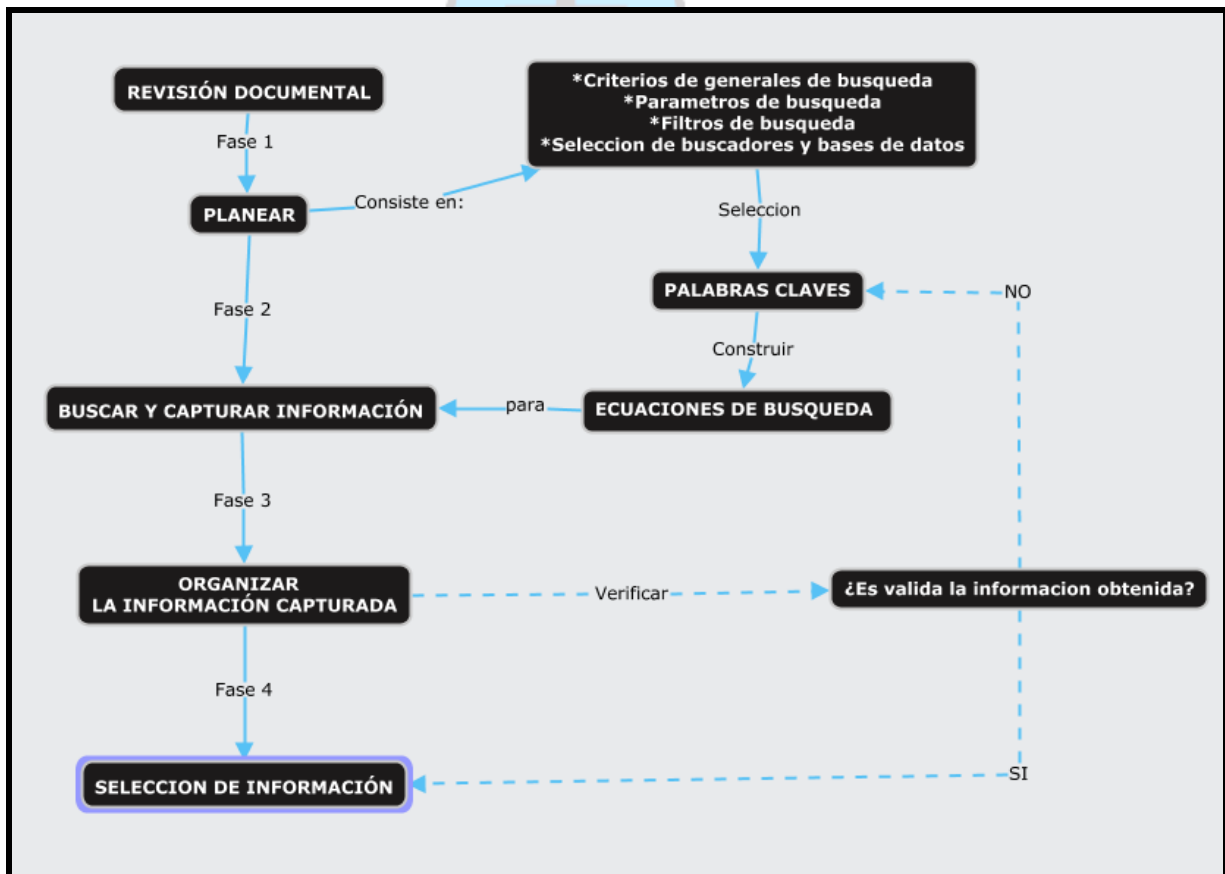 REVISIÓN DOCUMENTAL
Fase 1
PLANEAR
Consiste en:
*Criterios de generales de busqueda
*Parametros de busqueda
*Filtros de busqueda
*Seleccion de buscadores y bases de datos
Seleccion
PALABRAS CLAVES
NO
Construir
ECUACIONES DE BUSQUEDA
para
Fase 2
BUSCAR Y CAPTURAR INFORMACIÓN
Fase 3
ORGANIZAR
LA INFORMACIÓN CAPTURADA
Verificar
¿Es valida la informacion obtenida?
Fase 4
SI
SELECCION DE INFORMACIÓN